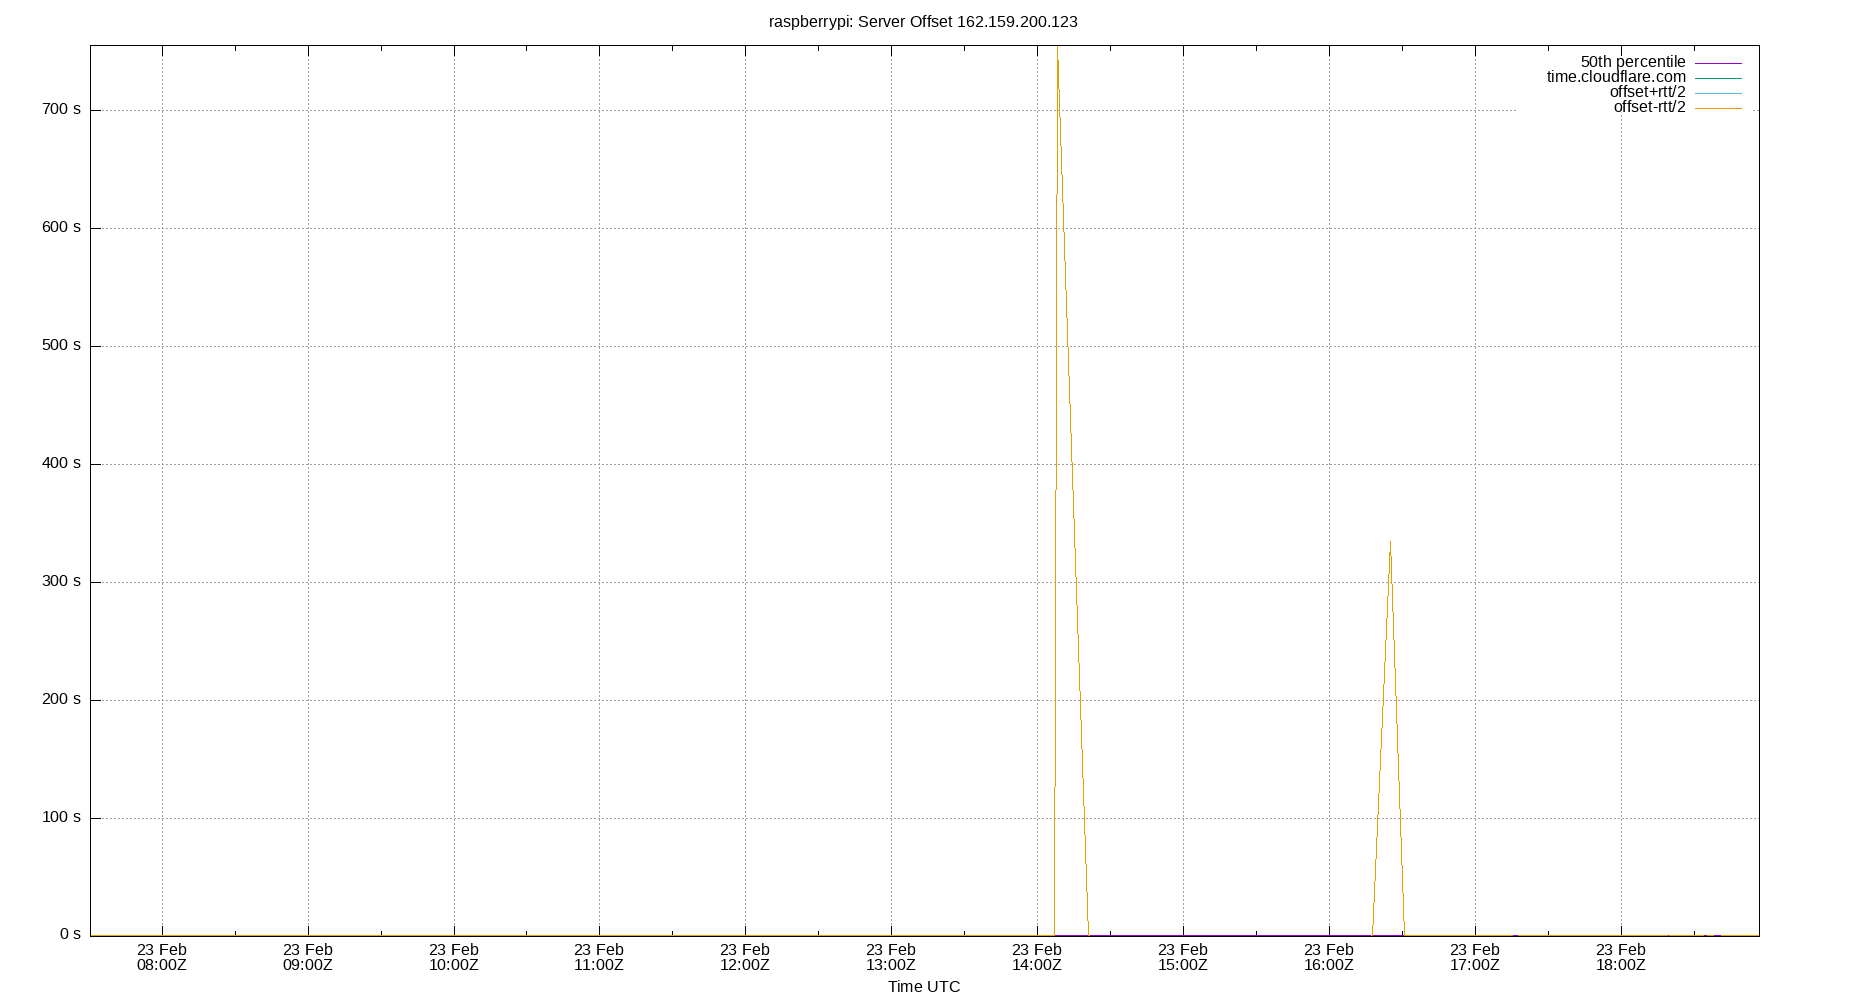 raspberrypi: Server Offset 162.159.200.123
50th percentile
time.cloudflare.com
offset+rtt/2
offset-rtt/2
700 s
600 s
500 s
400 s
300 s
200 s
100 s
0 s
23 Feb 23 Feb 23 Feb 23 Feb 23 Feb 23 Feb 23 Feb 23 Feb 23 Feb 23 Feb 23 Feb
08:00Z 09:00Z 10:00Z 11:00Z 12:00Z 13:00Z 14:00Z 15:00Z 16:00Z 17:00Z 18:00Z
Time UTC